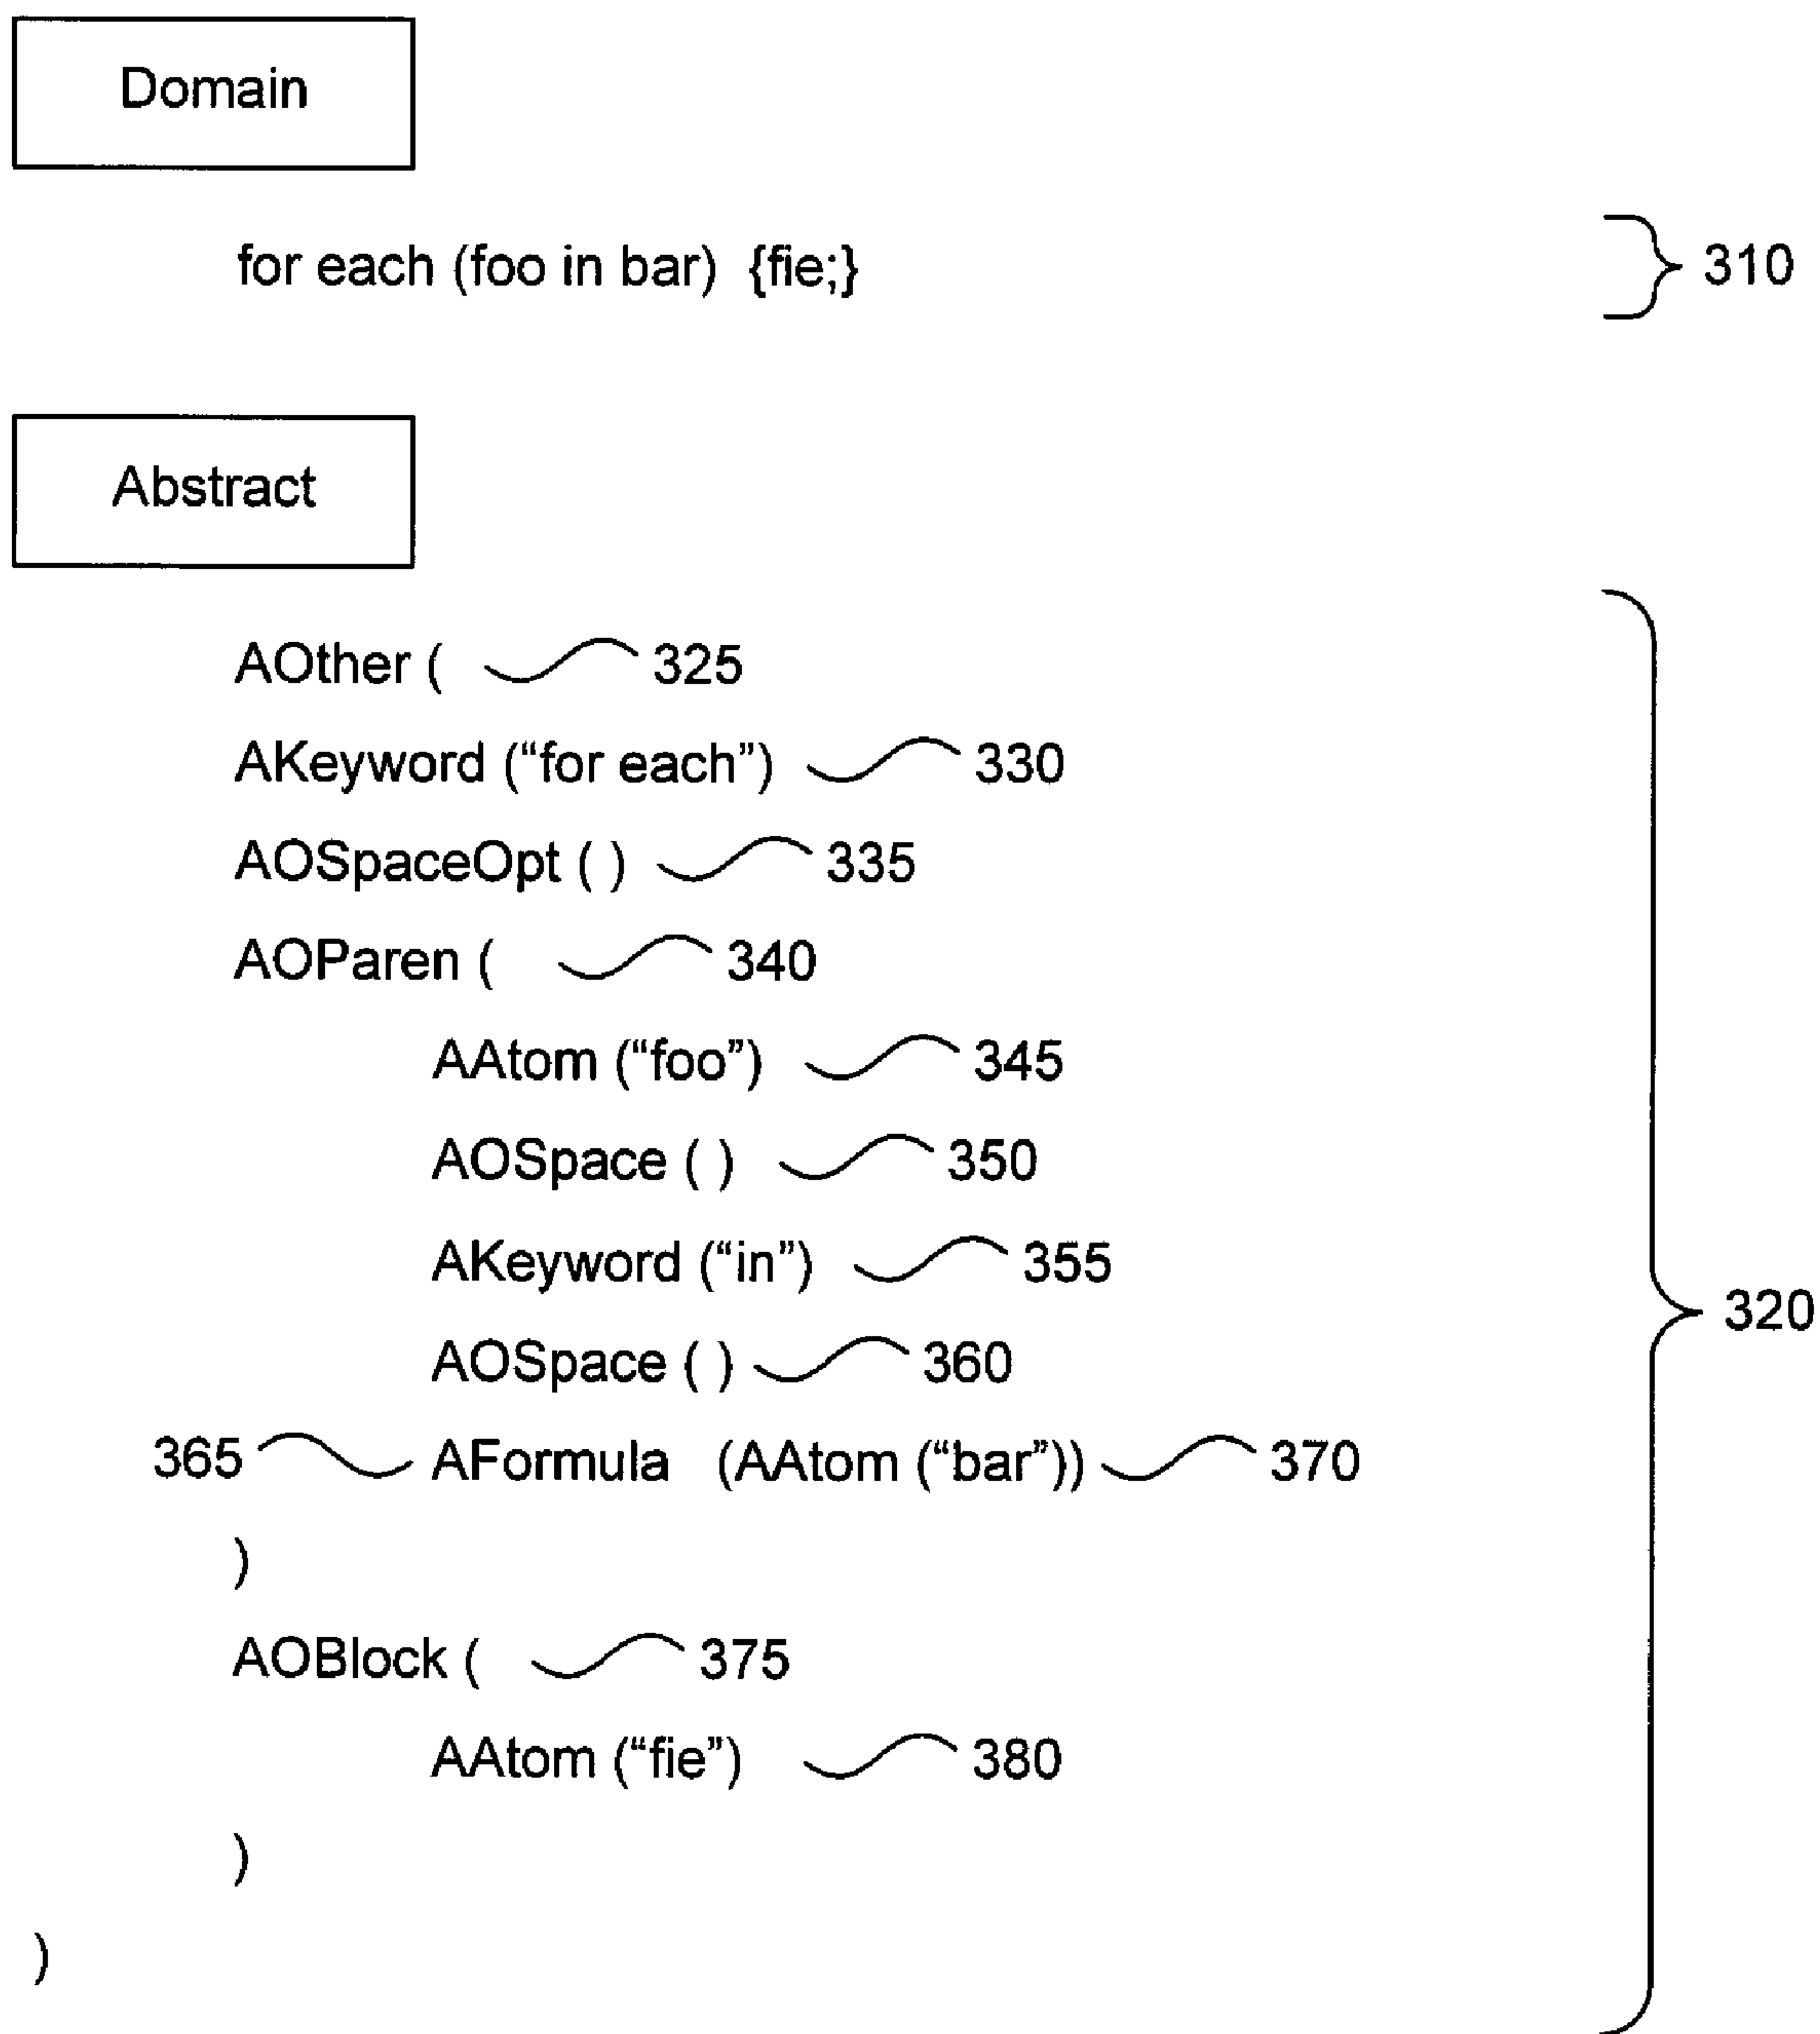 Domain
for each (foo in bar) {fie;} 310
Abstract
AOther ( 325
AKeyword (“for each”) 330
AOSpaceOpt ( ) 335
AOParen ( 340
AAtom (“foo”) 345
AOSpace ( ) 350
AKeyword (“in”) 355
320
AOSpace ( ) 360
365 AFormula (AAtom (“bar”)) 370
)
AOBlock ( 375
AAtom (“fie”) 380
)
)